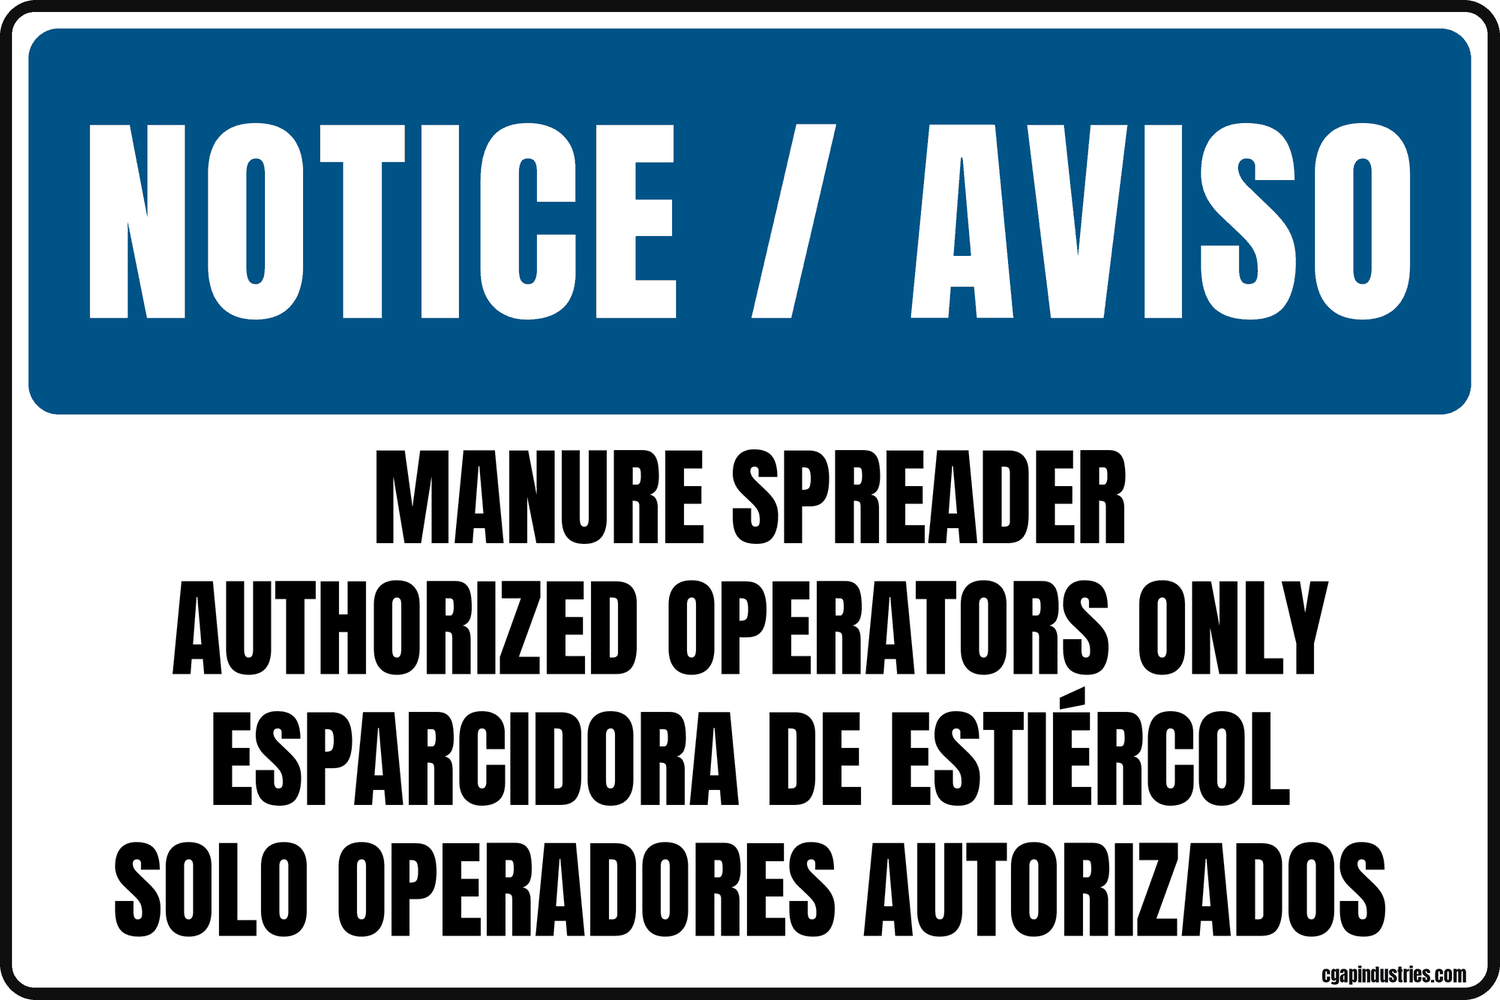 NOTICE / AVISO
MANURE SPREADER
AUTHORIZED OPERATORS ONLY
ESPARCIDORA DE ESTIÉRCOL
SOLO OPERADORES AUTORIZADOS
cgapindustries.com